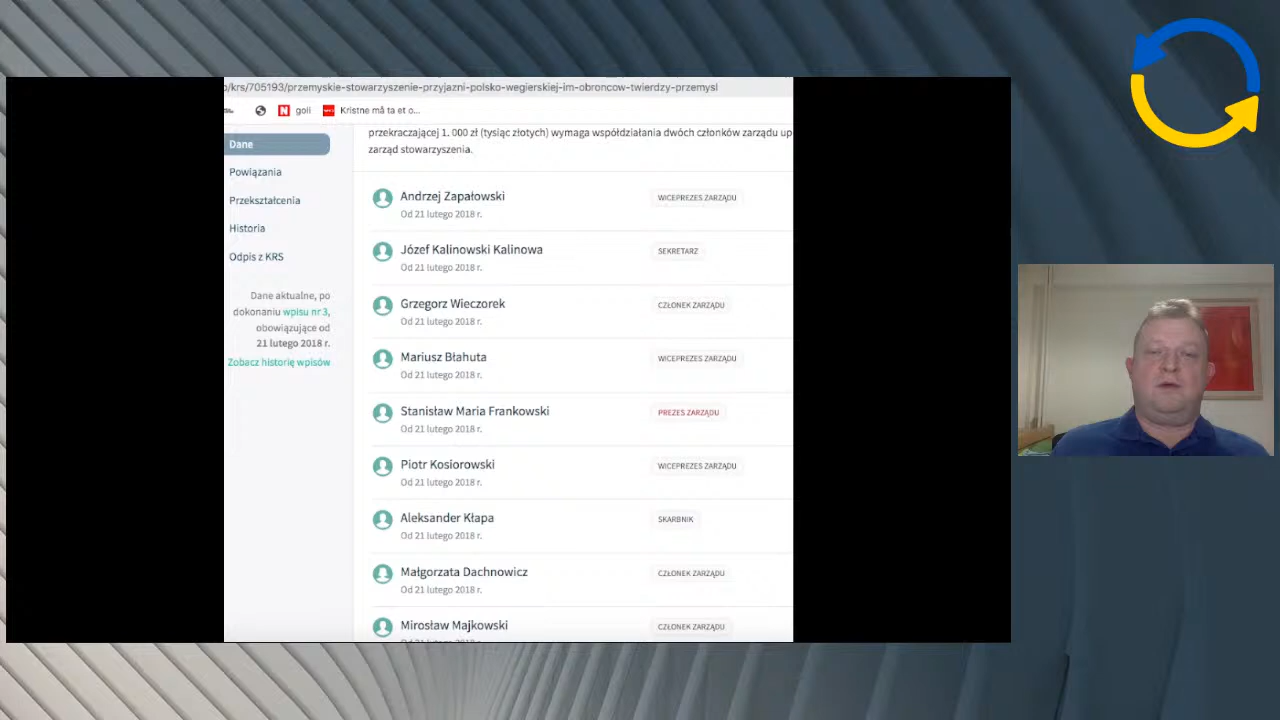 /krs/705193/przemyskie-stowarzyszenie-przyjazni-polsko-wegierskiej-im-obroncow-twierdzy-przemysl
goli
Kristne må ta et o...
przekraczającej 1. 000 zł (tysiąc złotych) wymaga współdziałania dwóch członków zarządu up
zarząd stowarzyszenia.
Dane
Powiązania
Przekształcenia
Historia
Odpis z KRS
Dane aktualne, po
dokonaniu wpisu nr 3,
obowiązujące od
21 lutego 2018 r.
Zobacz historię wpisów
Andrzej Zapałowski
WICEPREZES ZARZĄDU
Od 21 lutego 2018 r.
Józef Kalinowski Kalinowa
SEKRETARZ
Od 21 lutego 2018 r.
Grzegorz Wieczorek
CZŁONEK ZARZĄDU
Od 21 lutego 2018 r.
Mariusz Błahuta
WICEPREZES ZARZĄDU
Od 21 lutego 2018 r.
Stanisław Maria Frankowski
PREZES ZARZĄDU
Od 21 lutego 2018 r.
Piotr Kosiorowski
WICEPREZES ZARZĄDU
Od 21 lutego 2018 r.
Aleksander Kłapa
SKARBNIK
Od 21 lutego 2018 r.
Małgorzata Dachnowicz
CZŁONEK ZARZĄDU
Od 21 lutego 2018 r.
Mirosław Majkowski
CZŁONEK ZARZĄDU